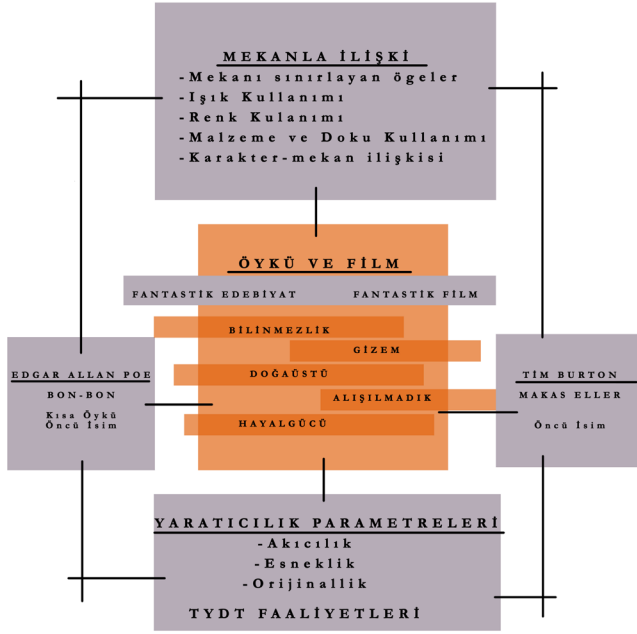 MEKANLA İLİŞKİ
-Mekanı sınırlayan ögeler
-Işık Kullanımı
-Renk Kulanımı
-Malzeme ve Doku Kullanımı
-Karakter-mekan ilişkisi
ÖYKÜ VE FİLM
FANTASTİK EDEBİYAT FANTASTİK FİLM
BİLİNMEZLİK
GİZEM
DOĞAÜSTÜ
ALIŞILMADIK
HAYALGÜCÜ
EDGAR ALLAN POE
BON-BON
Kısa Öykü
Öncü İsim
TİM BURTON
MAKAS ELLER
Öncü İsim
YARATICILIK PARAMETRELERİ
-Akıcılık
-Esneklik
-Orijinallik
TYDT FAALİYETLERİ